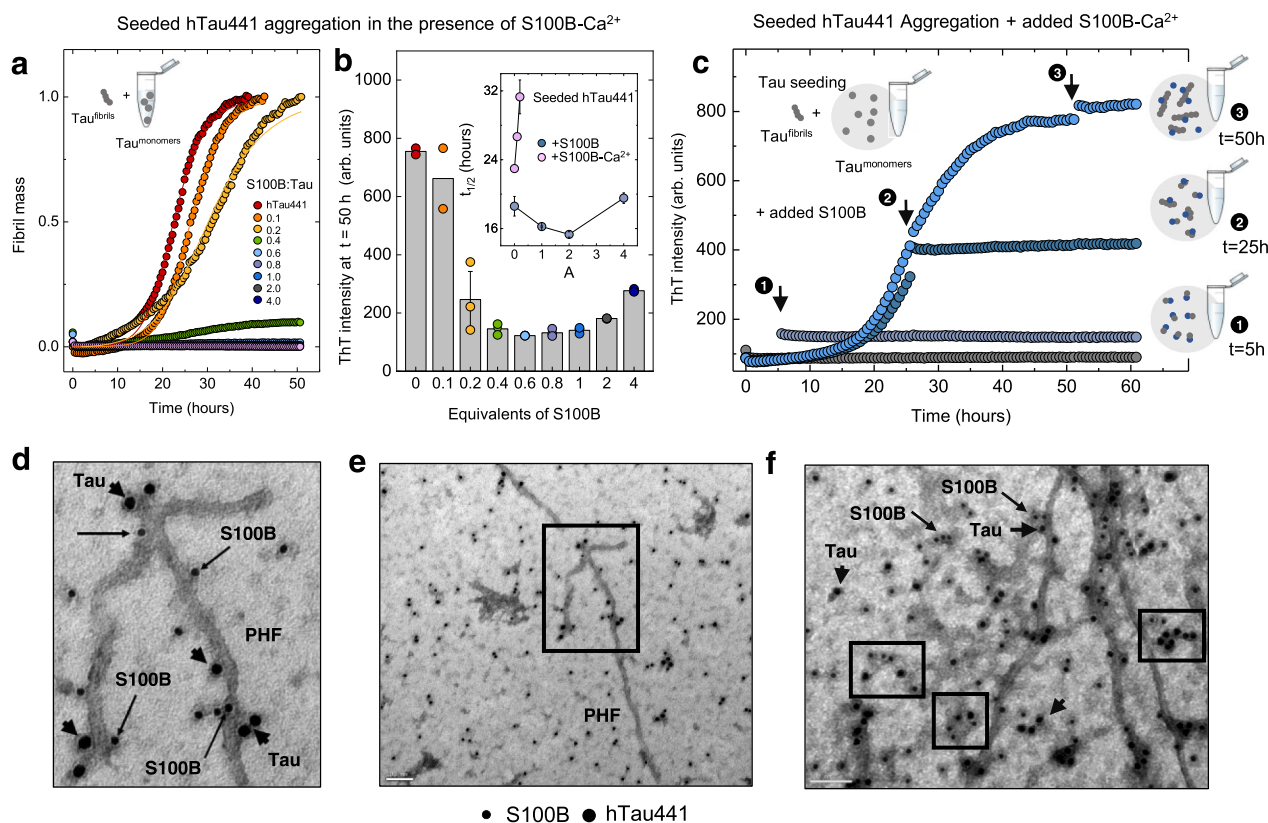 Seeded hTau441 aggregation in the presence of S100B-Ca²⁺
Seeded hTau441 Aggregation + added S100B-Ca²⁺
a
1.0
0.5
0.0
Fibril mass
0 10 20 30 40 50
Time (hours)
+
Tauᶠⁱᵇʳⁱˡˢ
Tauᵐᵒⁿᵒᵐᵉʳˢ
S100B:Tau
hTau441
0.1
0.2
0.4
0.6
0.8
1.0
2.0
4.0
b
1000
800
600
400
200
0
ThT intensity at t = 50 h (arb. units)
0 0.1 0.2 0.4 0.6 0.8 1 2 4
Equivalents of S100B
32
24
16
t1/2 (hours)
0 1 2 3 4
A
Seeded hTau441
+S100B
+S100B-Ca²⁺
c
800
600
400
200
ThT intensity (arb. units)
0 10 20 30 40 50 60
Time (hours)
Tau seeding
+
Tauᶠⁱᵇʳⁱˡˢ
Tauᵐᵒⁿᵒᵐᵉʳˢ
+ added S100B
1
2
3
3
t=50h
2
t=25h
1
t=5h
d
Tau
S100B
PHF
S100B
S100B
Tau
e
PHF
f
S100B
S100B
Tau
Tau
S100B hTau441